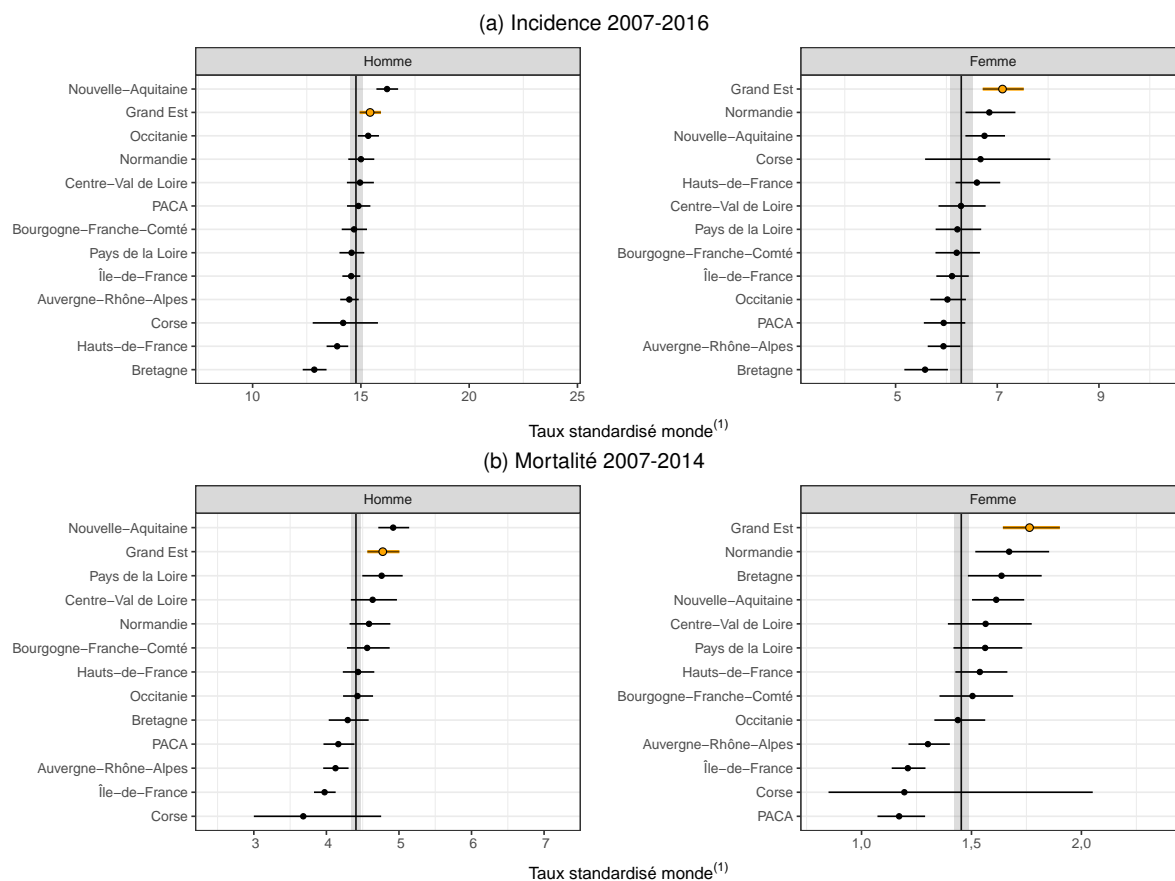 (a) Incidence 2007-2016
Homme
Nouvelle−Aquitaine
Grand Est
Occitanie
Normandie
Centre−Val de Loire
PACA
Bourgogne−Franche−Comté
Pays de la Loire
Île−de−France
Auvergne−Rhône−Alpes
Corse
Hauts−de−France
Bretagne
10 15 20 25
Femme
Grand Est
Normandie
Nouvelle−Aquitaine
Corse
Hauts−de−France
Centre−Val de Loire
Pays de la Loire
Bourgogne−Franche−Comté
Île−de−France
Occitanie
PACA
Auvergne−Rhône−Alpes
Bretagne
5 7 9
Taux standardisé monde(1)
(b) Mortalité 2007-2014
Homme
Nouvelle−Aquitaine
Grand Est
Pays de la Loire
Centre−Val de Loire
Normandie
Bourgogne−Franche−Comté
Hauts−de−France
Occitanie
Bretagne
PACA
Auvergne−Rhône−Alpes
Île−de−France
Corse
3 4 5 6 7
Femme
Grand Est
Normandie
Bretagne
Nouvelle−Aquitaine
Centre−Val de Loire
Pays de la Loire
Hauts−de−France
Bourgogne−Franche−Comté
Occitanie
Auvergne−Rhône−Alpes
Île−de−France
Corse
PACA
1,0 1,5 2,0
Taux standardisé monde(1)